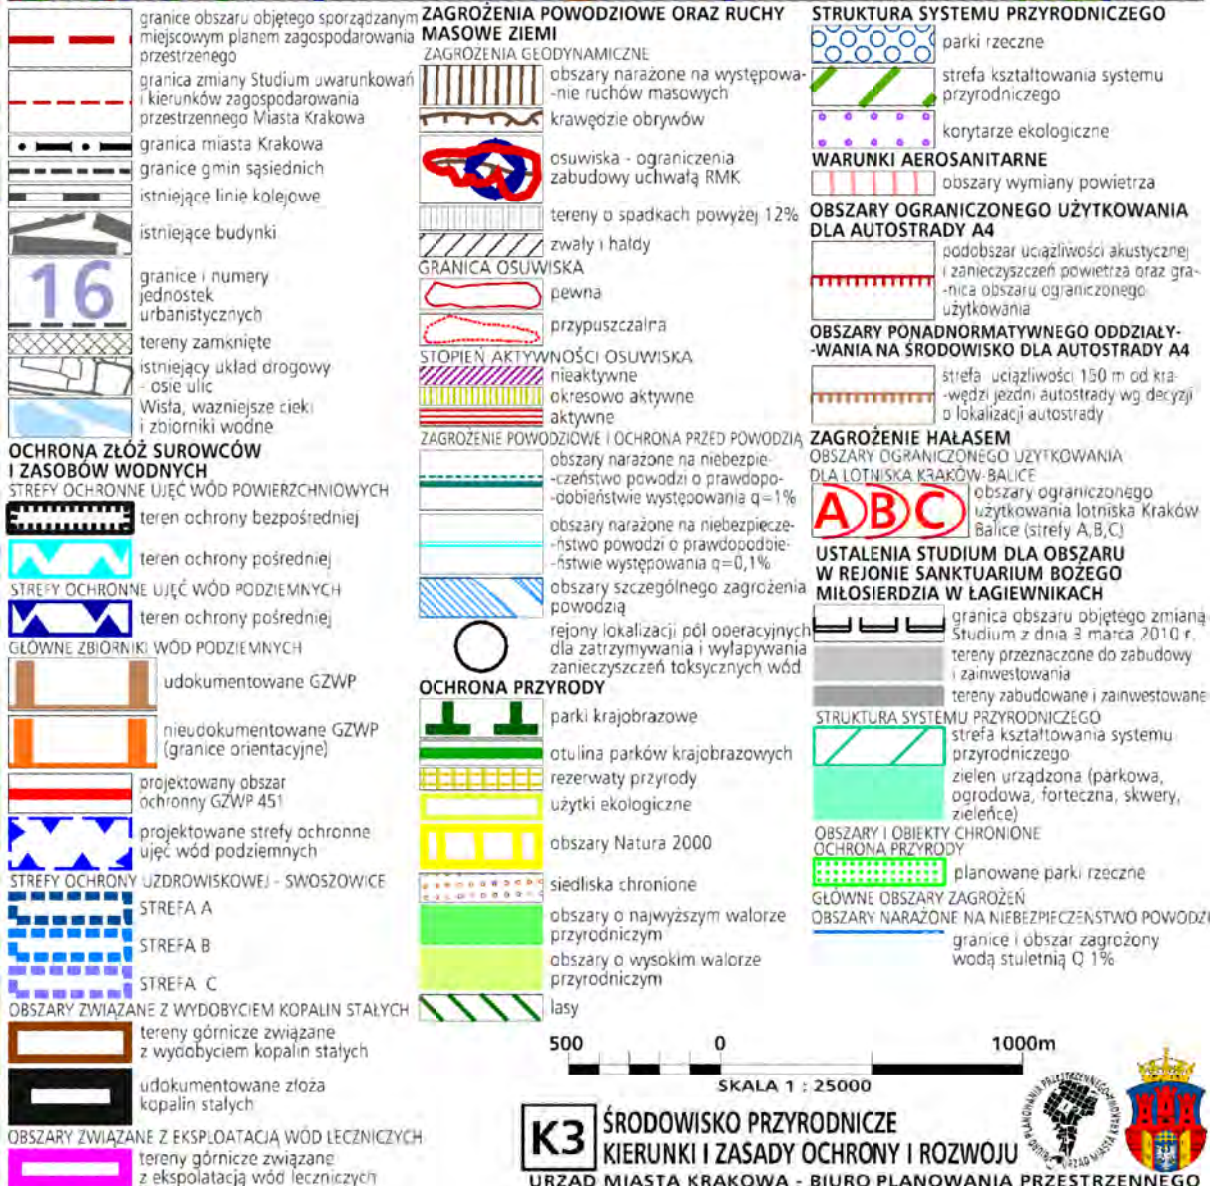 granice obszaru objętego sporządzanym
miejscowym planem zagospodarowania
przestrzenego
granica zmiany Studium uwarunkowań
i kierunków zagospodarowania
przestrzennego Miasta Krakowa
granica miasta Krakowa
granice gmin sąsiednich
istniejące linie kolejowe
istniejące budynki
16
granice i numery
jednostek
urbanistycznych
tereny zamknięte
istniejący układ drogowy
- osie ulic
Wisła, ważniejsze cieki
i zbiorniki wodne
OCHRONA ZŁÓŻ SUROWCÓW
I ZASOBÓW WODNYCH
STREFY OCHRONNE UJĘĆ WÓD POWIERZCHNIOWYCH
teren ochrony bezpośredniej
teren ochrony pośredniej
STREFY OCHRONNE UJĘĆ WÓD PODZIEMNYCH
teren ochrony pośredniej
GŁÓWNE ZBIORNIKI WÓD PODZIEMNYCH
udokumentowane GZWP
nieudokumentowane GZWP
(granice orientacyjne)
projektowany obszar
ochronny GZWP 451
projektowane strefy ochronne
ujęć wód podziemnych
STREFY OCHRONY UZDROWISKOWEJ - SWOSZOWICE
STREFA A
STREFA B
STREFA C
OBSZARY ZWIĄZANE Z WYDOBYCIEM KOPALIN STAŁYCH
tereny górnicze związane
z wydobyciem kopalin stałych
udokumentowane złoża
kopalin stałych
OBSZARY ZWIĄZANE Z EKSPLOATACJĄ WÓD LECZNICZYCH
tereny górnicze związane
z ekspolatacją wód leczniczych
ZAGROŻENIA POWODZIOWE ORAZ RUCHY
MASOWE ZIEMI
ZAGROŻENIA GEODYNAMICZNE
obszary narażone na występowa-
-nie ruchów masowych
krawędzie obrywów
osuwiska - ograniczenia
zabudowy uchwałą RMK
tereny o spadkach powyżej 12%
zwały i hałdy
GRANICA OSUWISKA
pewna
przypuszczalna
STOPIEŃ AKTYWNOŚCI OSUWISKA
nieaktywne
okresowo aktywne
aktywne
ZAGROŻENIE POWODZIOWE I OCHRONA PRZED POWODZIĄ
obszary narażone na niebezpie-
-czeństwo powodzi o prawdopo-
-dobieństwie występowania q=1%
obszary narażone na niebezpiecze-
-ństwo powodzi o prawdopodobie-
-ństwie występowania q=0,1%
obszary szczególnego zagrożenia
powodzią
rejony lokalizacji pól operacyjnych
dla zatrzymywania i wyłapywania
zanieczyszczeń toksycznych wód
OCHRONA PRZYRODY
parki krajobrazowe
otulina parków krajobrazowych
rezerwaty przyrody
użytki ekologiczne
obszary Natura 2000
siedliska chronione
obszary o najwyższym walorze
przyrodniczym
obszary o wysokim walorze
przyrodniczym
lasy
STRUKTURA SYSTEMU PRZYRODNICZEGO
parki rzeczne
strefa kształtowania systemu
przyrodniczego
korytarze ekologiczne
WARUNKI AEROSANITARNE
obszary wymiany powietrza
OBSZARY OGRANICZONEGO UŻYTKOWANIA
DLA AUTOSTRADY A4
podobszar uciążliwości akustycznej
i zanieczyszczeń powietrza oraz gra-
-nica obszaru ograniczonego
użytkowania
OBSZARY PONADNORMATYWNEGO ODDZIAŁY-
-WANIA NA ŚRODOWISKO DLA AUTOSTRADY A4
strefa uciążliwości 150 m od kra-
-wędzi jezdni autostrady wg decyzji
o lokalizacji autostrady
ZAGROŻENIE HAŁASEM
OBSZARY OGRANICZONEGO UŻYTKOWANIA
DLA LOTNISKA KRAKÓW-BALICE
A B C
obszary ograniczonego
użytkowania lotniska Kraków
Balice (strefy A,B,C)
USTALENIA STUDIUM DLA OBSZARU
W REJONIE SANKTUARIUM BOŻEGO
MIŁOSIERDZIA W ŁAGIEWNIKACH
granica obszaru objętego zmianą
Studium z dnia 3 marca 2010 r.
tereny przeznaczone do zabudowy
i zainwestowania
tereny zabudowane i zainwestowane
STRUKTURA SYSTEMU PRZYRODNICZEGO
strefa kształtowania systemu
przyrodniczego
zieleń urządzona (parkowa,
ogrodowa, forteczna, skwery,
zieleńce)
OBSZARY I OBIEKTY CHRONIONE
OCHRONA PRZYRODY
planowane parki rzeczne
GŁÓWNE OBSZARY ZAGROŻEŃ
OBSZARY NARAŻONE NA NIEBEZPIECZEŃSTWO POWODZI
granice i obszar zagrożony
wodą stuletnią Q 1%
500 0 1000m
SKALA 1 : 25000
K3
ŚRODOWISKO PRZYRODNICZE
KIERUNKI I ZASADY OCHRONY I ROZWOJU
URZĄD MIASTA KRAKOWA - BIURO PLANOWANIA PRZESTRZENNEGO